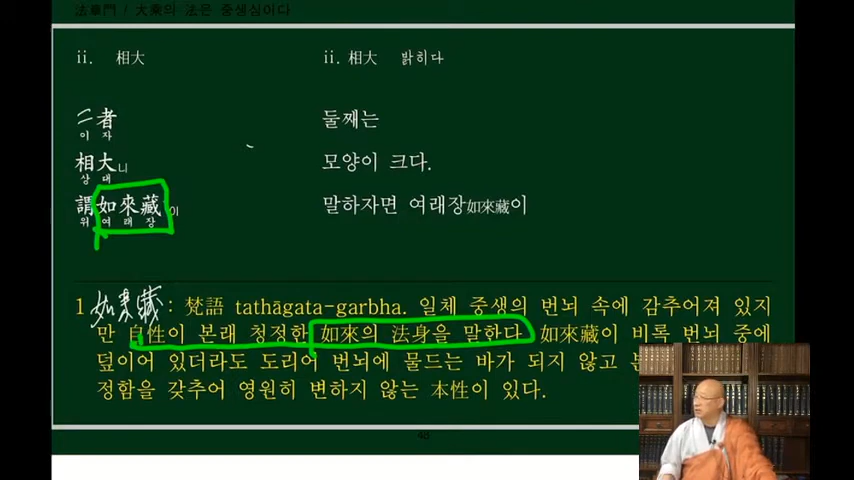 法章門 / 大乘의 法은 중생심이다
ii. 相大
ii. 相大 밝히다
二者
이 자
둘째는
相大니
상 대
모양이 크다.
謂如來藏이
위 여 래 장
말하자면 여래장如來藏이
1 如來藏 : 梵語 tathāgata-garbha. 일체 중생의 번뇌 속에 감추어져 있지
만 自性이 본래 청정한 如來의 法身을 말한다. 如來藏이 비록 번뇌 중에
덮이어 있더라도 도리어 번뇌에 물드는 바가 되지 않고
정함을 갖추어 영원히 변하지 않는 本性이 있다.
48